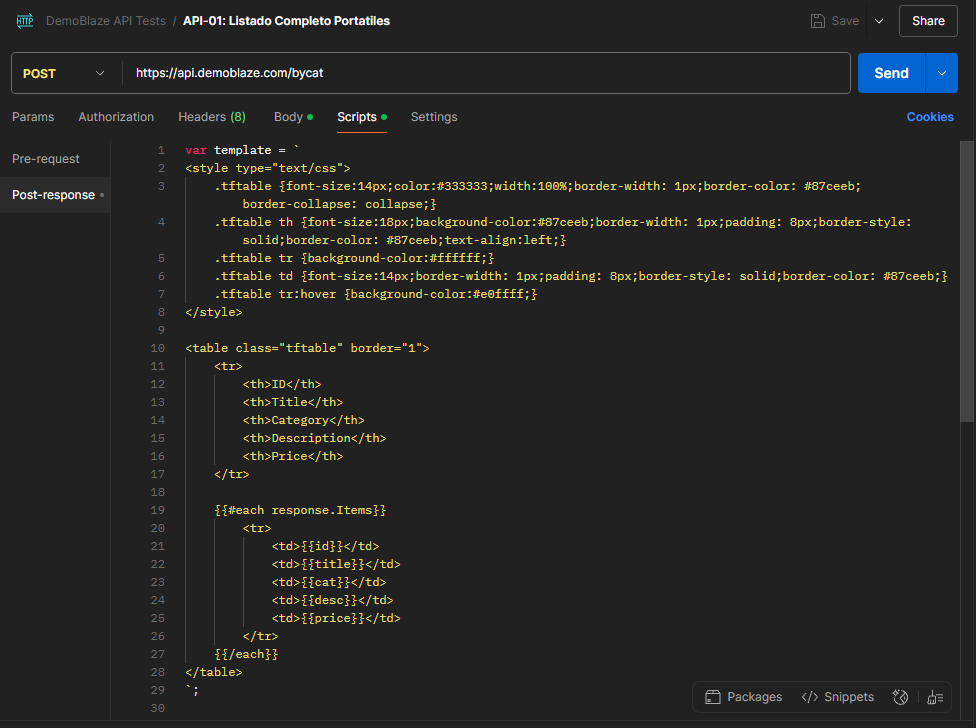 HTTP DemoBlaze API Tests / API-01: Listado Completo Portatiles Save Share
POST https://api.demoblaze.com/bycat Send
Params Authorization Headers (8) Body Scripts Settings Cookies
Pre-request
Post-response
1 var template = `
2 <style type="text/css">
3 .tftable {font-size:14px;color:#333333;width:100%;border-width: 1px;border-color: #87ceeb;
border-collapse: collapse;}
4 .tftable th {font-size:18px;background-color:#87ceeb;border-width: 1px;padding: 8px;border-style:
solid;border-color: #87ceeb;text-align:left;}
5 .tftable tr {background-color:#ffffff;}
6 .tftable td {font-size:14px;border-width: 1px;padding: 8px;border-style: solid;border-color: #87ceeb;}
7 .tftable tr:hover {background-color:#e0ffff;}
8 </style>
9
10 <table class="tftable" border="1">
11 <tr>
12 <th>ID</th>
13 <th>Title</th>
14 <th>Category</th>
15 <th>Description</th>
16 <th>Price</th>
17 </tr>
18
19 {{#each response.Items}}
20 <tr>
21 <td>{{id}}</td>
22 <td>{{title}}</td>
23 <td>{{cat}}</td>
24 <td>{{desc}}</td>
25 <td>{{price}}</td>
26 </tr>
27 {{/each}}
28 </table>
29 `;
30
Packages </> Snippets